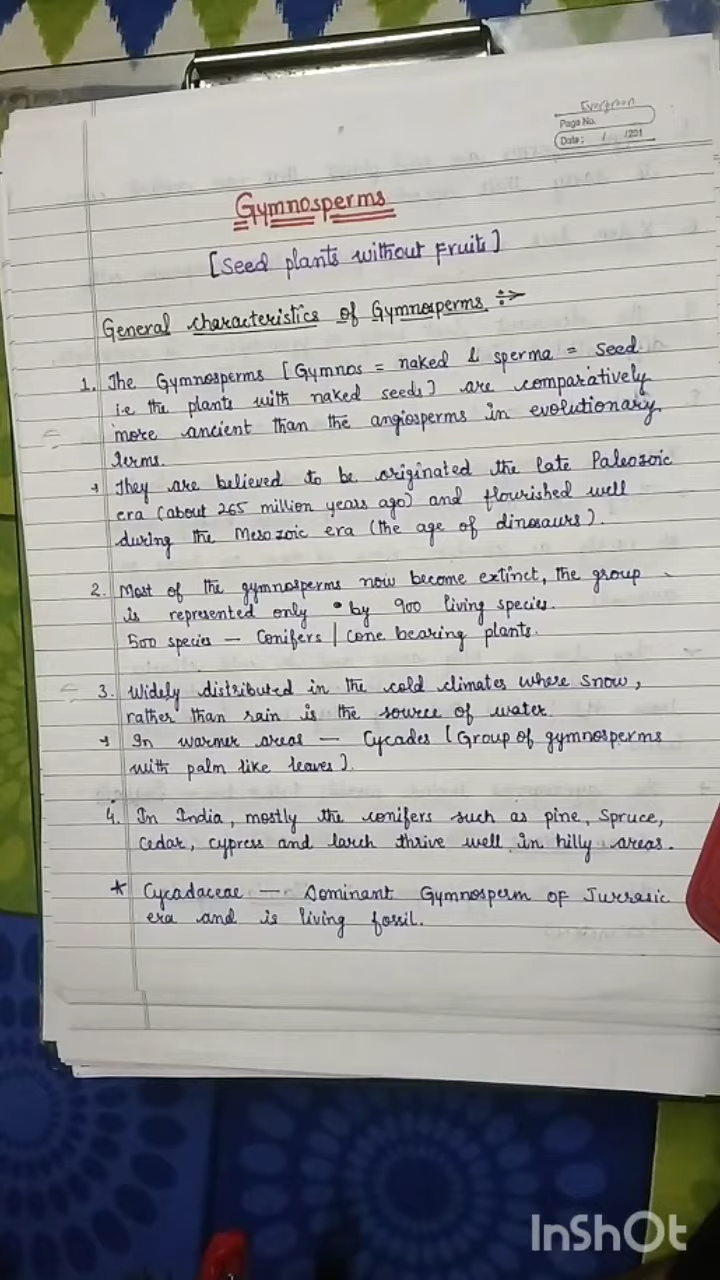 Evergreen
Page No.
Date: / /201
Gymnosperms
[Seed plants without fruits]
General characteristics of Gymnosperms ÷>
1. The Gymnosperms [Gymnos = naked & sperma = seed
i.e the plants with naked seeds] are comparatively
more ancient than the angiosperms in evolutionary
terms.
→ They are believed to be originated the late Paleozoic
era (about 265 million years ago) and flourished well
during the Mesozoic era (the age of dinosaurs).
2. Most of the gymnosperms now become extinct, the group
is represented only by 900 living species.
500 species — Conifers | Cone bearing plants.
3. Widely distributed in the cold climates where snow,
rather than rain is the source of water.
→ In warmer areas — Cycades [Group of gymnosperms
with palm like leaves].
4. In India, mostly the conifers such as pine, Spruce,
Cedar, cypress and larch thrive well in hilly areas.
* Cycadaceae — Dominant Gymnosperm of Jurrasic
era and is living fossil.
InShOt